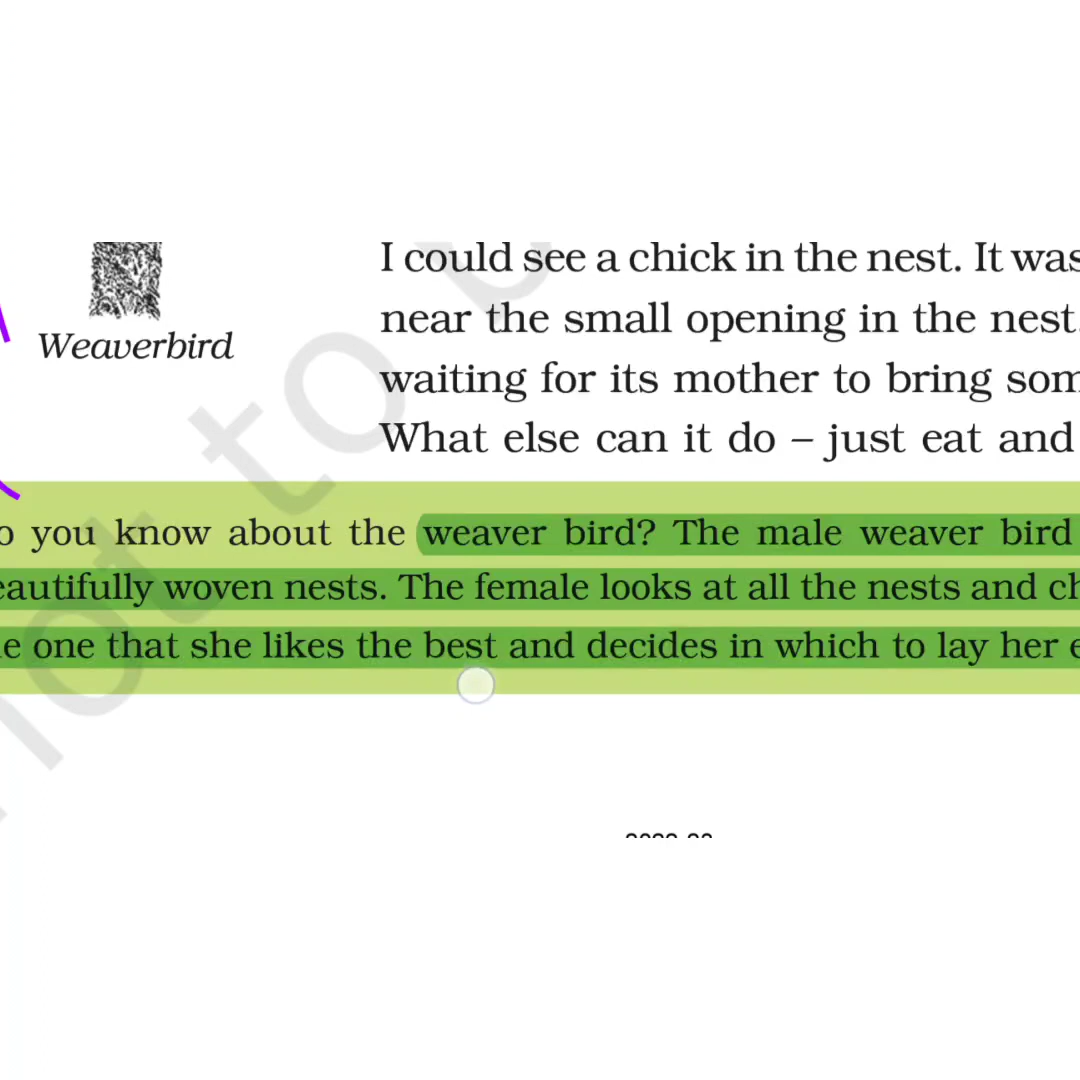 I could see a chick in the nest. It was
near the small opening in the nest.
Weaverbird
waiting for its mother to bring
What else can it do – just eat and
you know about the weaver bird? The male weaver bird
woven nests. The female looks at all the nests and
one that she likes the best and decides in which to lay her
not to